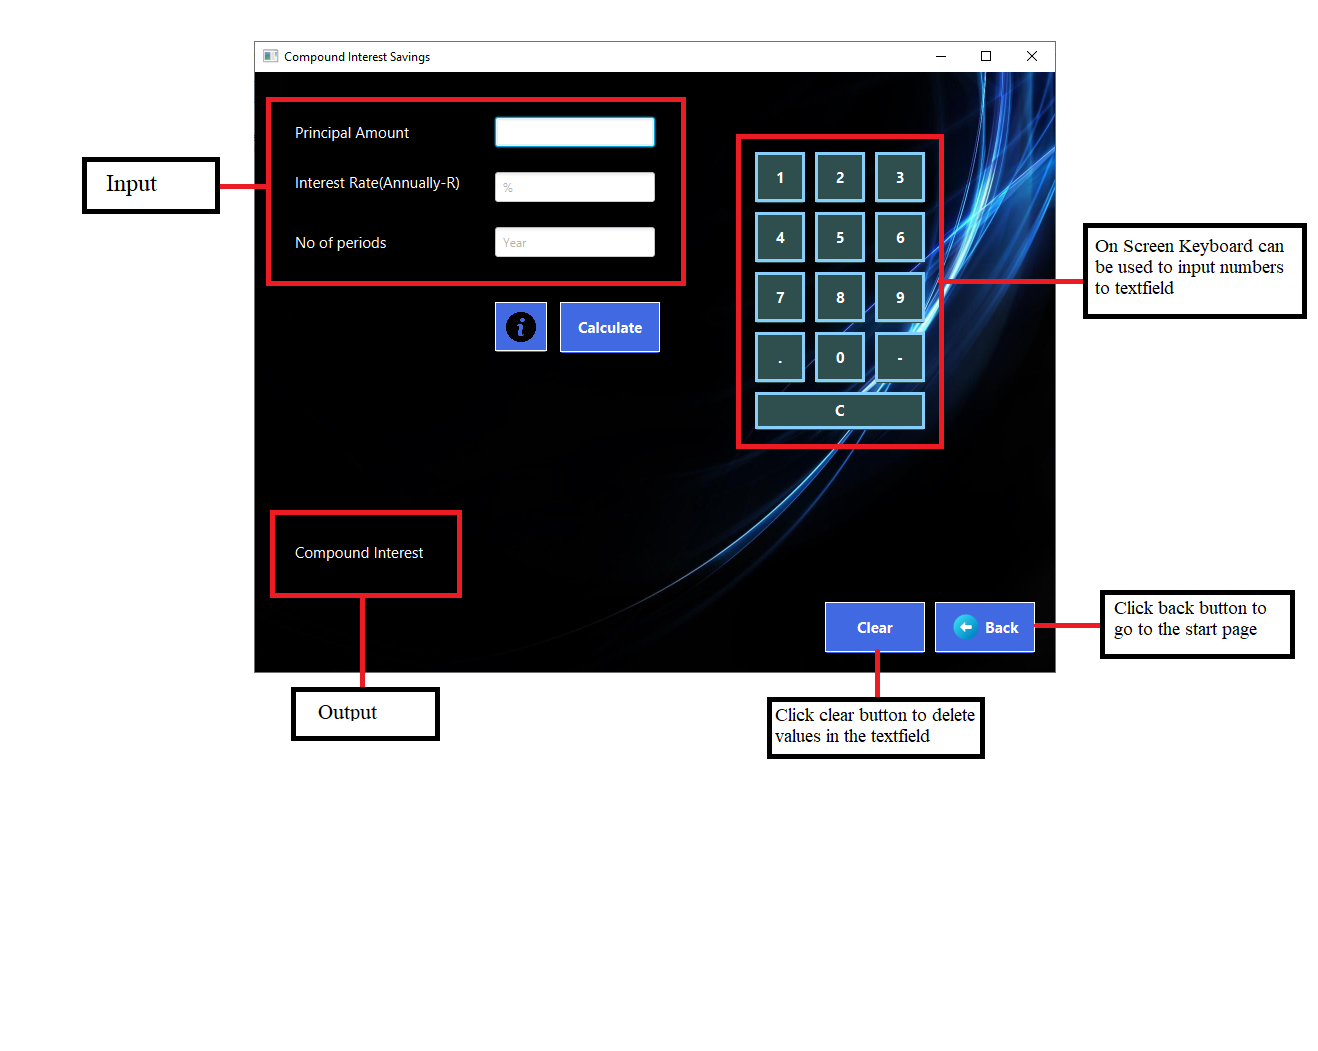 Compound Interest Savings
Principal Amount
Interest Rate(Annually-R)
%
No of periods
Year
i
Calculate
1 2 3
4 5 6
7 8 9
. 0 -
C
Compound Interest
Clear
Back
Input
On Screen Keyboard can
be used to input numbers
to textfield
Click back button to
go to the start page
Output
Click clear button to delete
values in the textfield